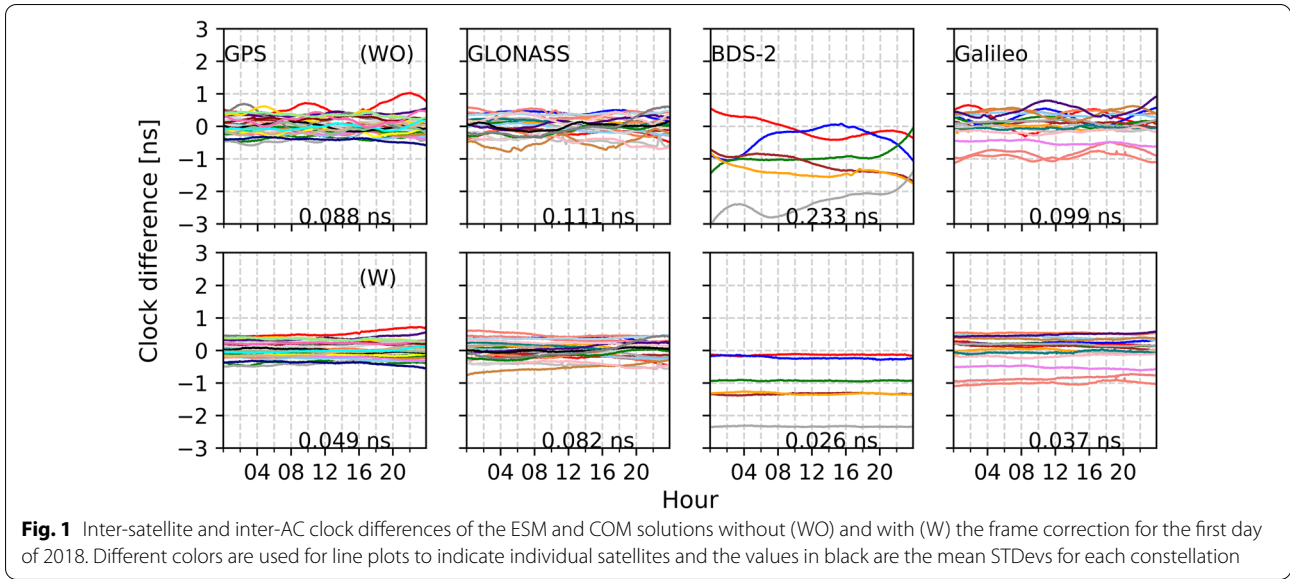 3
2
1
0
−1
−2
−3
GPS (WO)
0.088 ns
GLONASS
0.111 ns
BDS-2
0.233 ns
Galileo
0.099 ns
Clock difference [ns]
3
2
1
0
−1
−2
−3
(W)
0.049 ns
0.082 ns
0.026 ns
0.037 ns
04 08 12 16 20
04 08 12 16 20
04 08 12 16 20
04 08 12 16 20
Hour
Fig. 1 Inter-satellite and inter-AC clock differences of the ESM and COM solutions without (WO) and with (W) the frame correction for the first day
of 2018. Different colors are used for line plots to indicate individual satellites and the values in black are the mean STDevs for each constellation